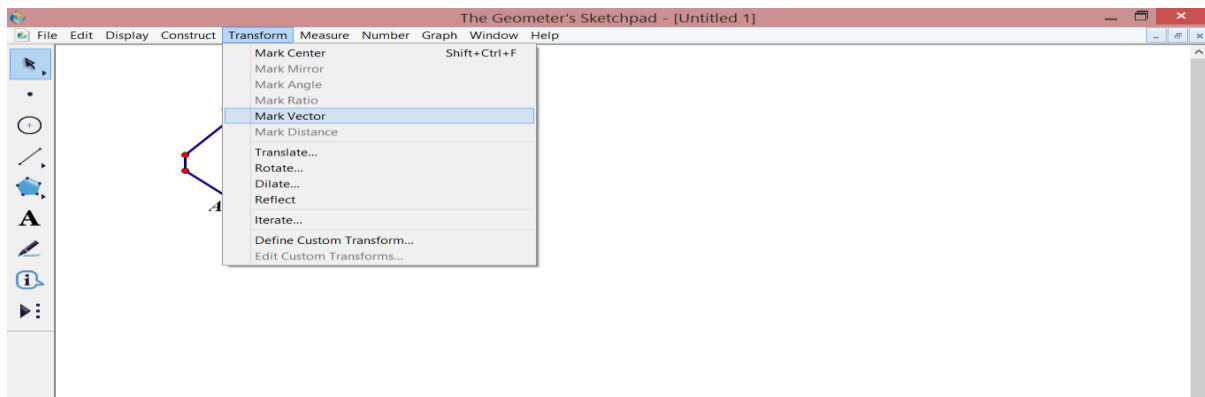 The Geometer's Sketchpad - [Untitled 1]
File Edit Display Construct Transform Measure Number Graph Window Help
Mark Center Shift+Ctrl+F
Mark Mirror
Mark Angle
Mark Ratio
Mark Vector
Mark Distance
Translate...
Rotate...
Dilate...
Reflect
Iterate...
Define Custom Transform...
Edit Custom Transforms...
A
A